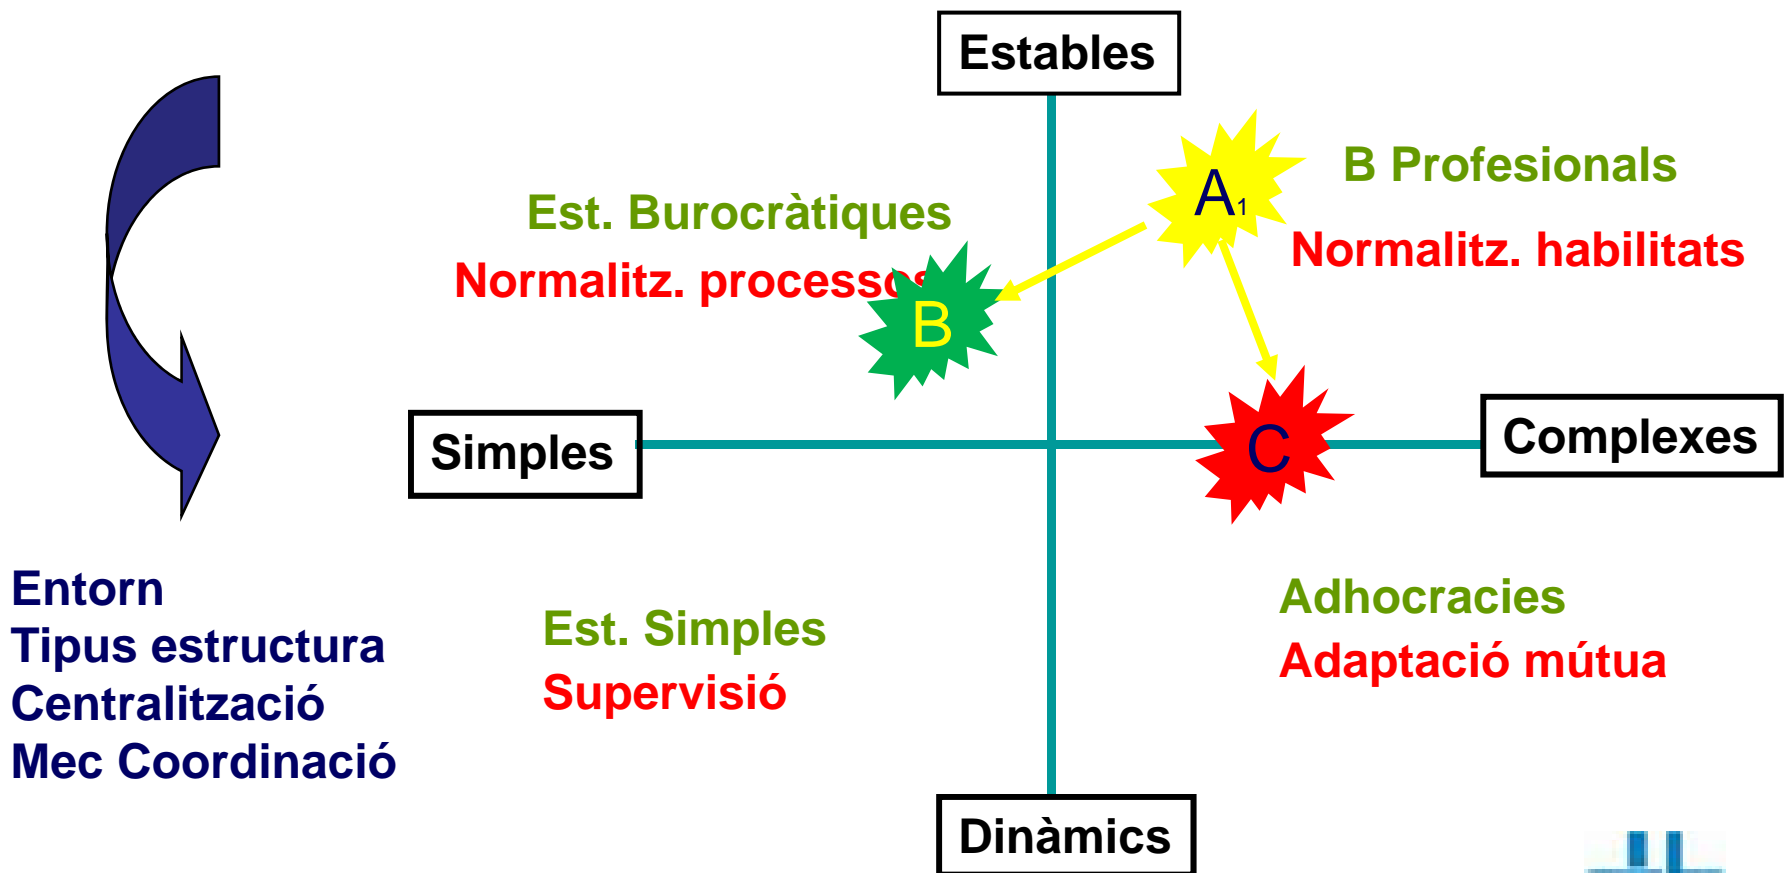 Estables
A1
B Profesionals
Normalitz. habilitats
Est. Burocràtiques
Normalitz. processos
B
Simples
C
Complexes
Entorn
Tipus estructura
Centralització
Mec Coordinació
Est. Simples
Supervisió
Adhocracies
Adaptació mútua
Dinàmics